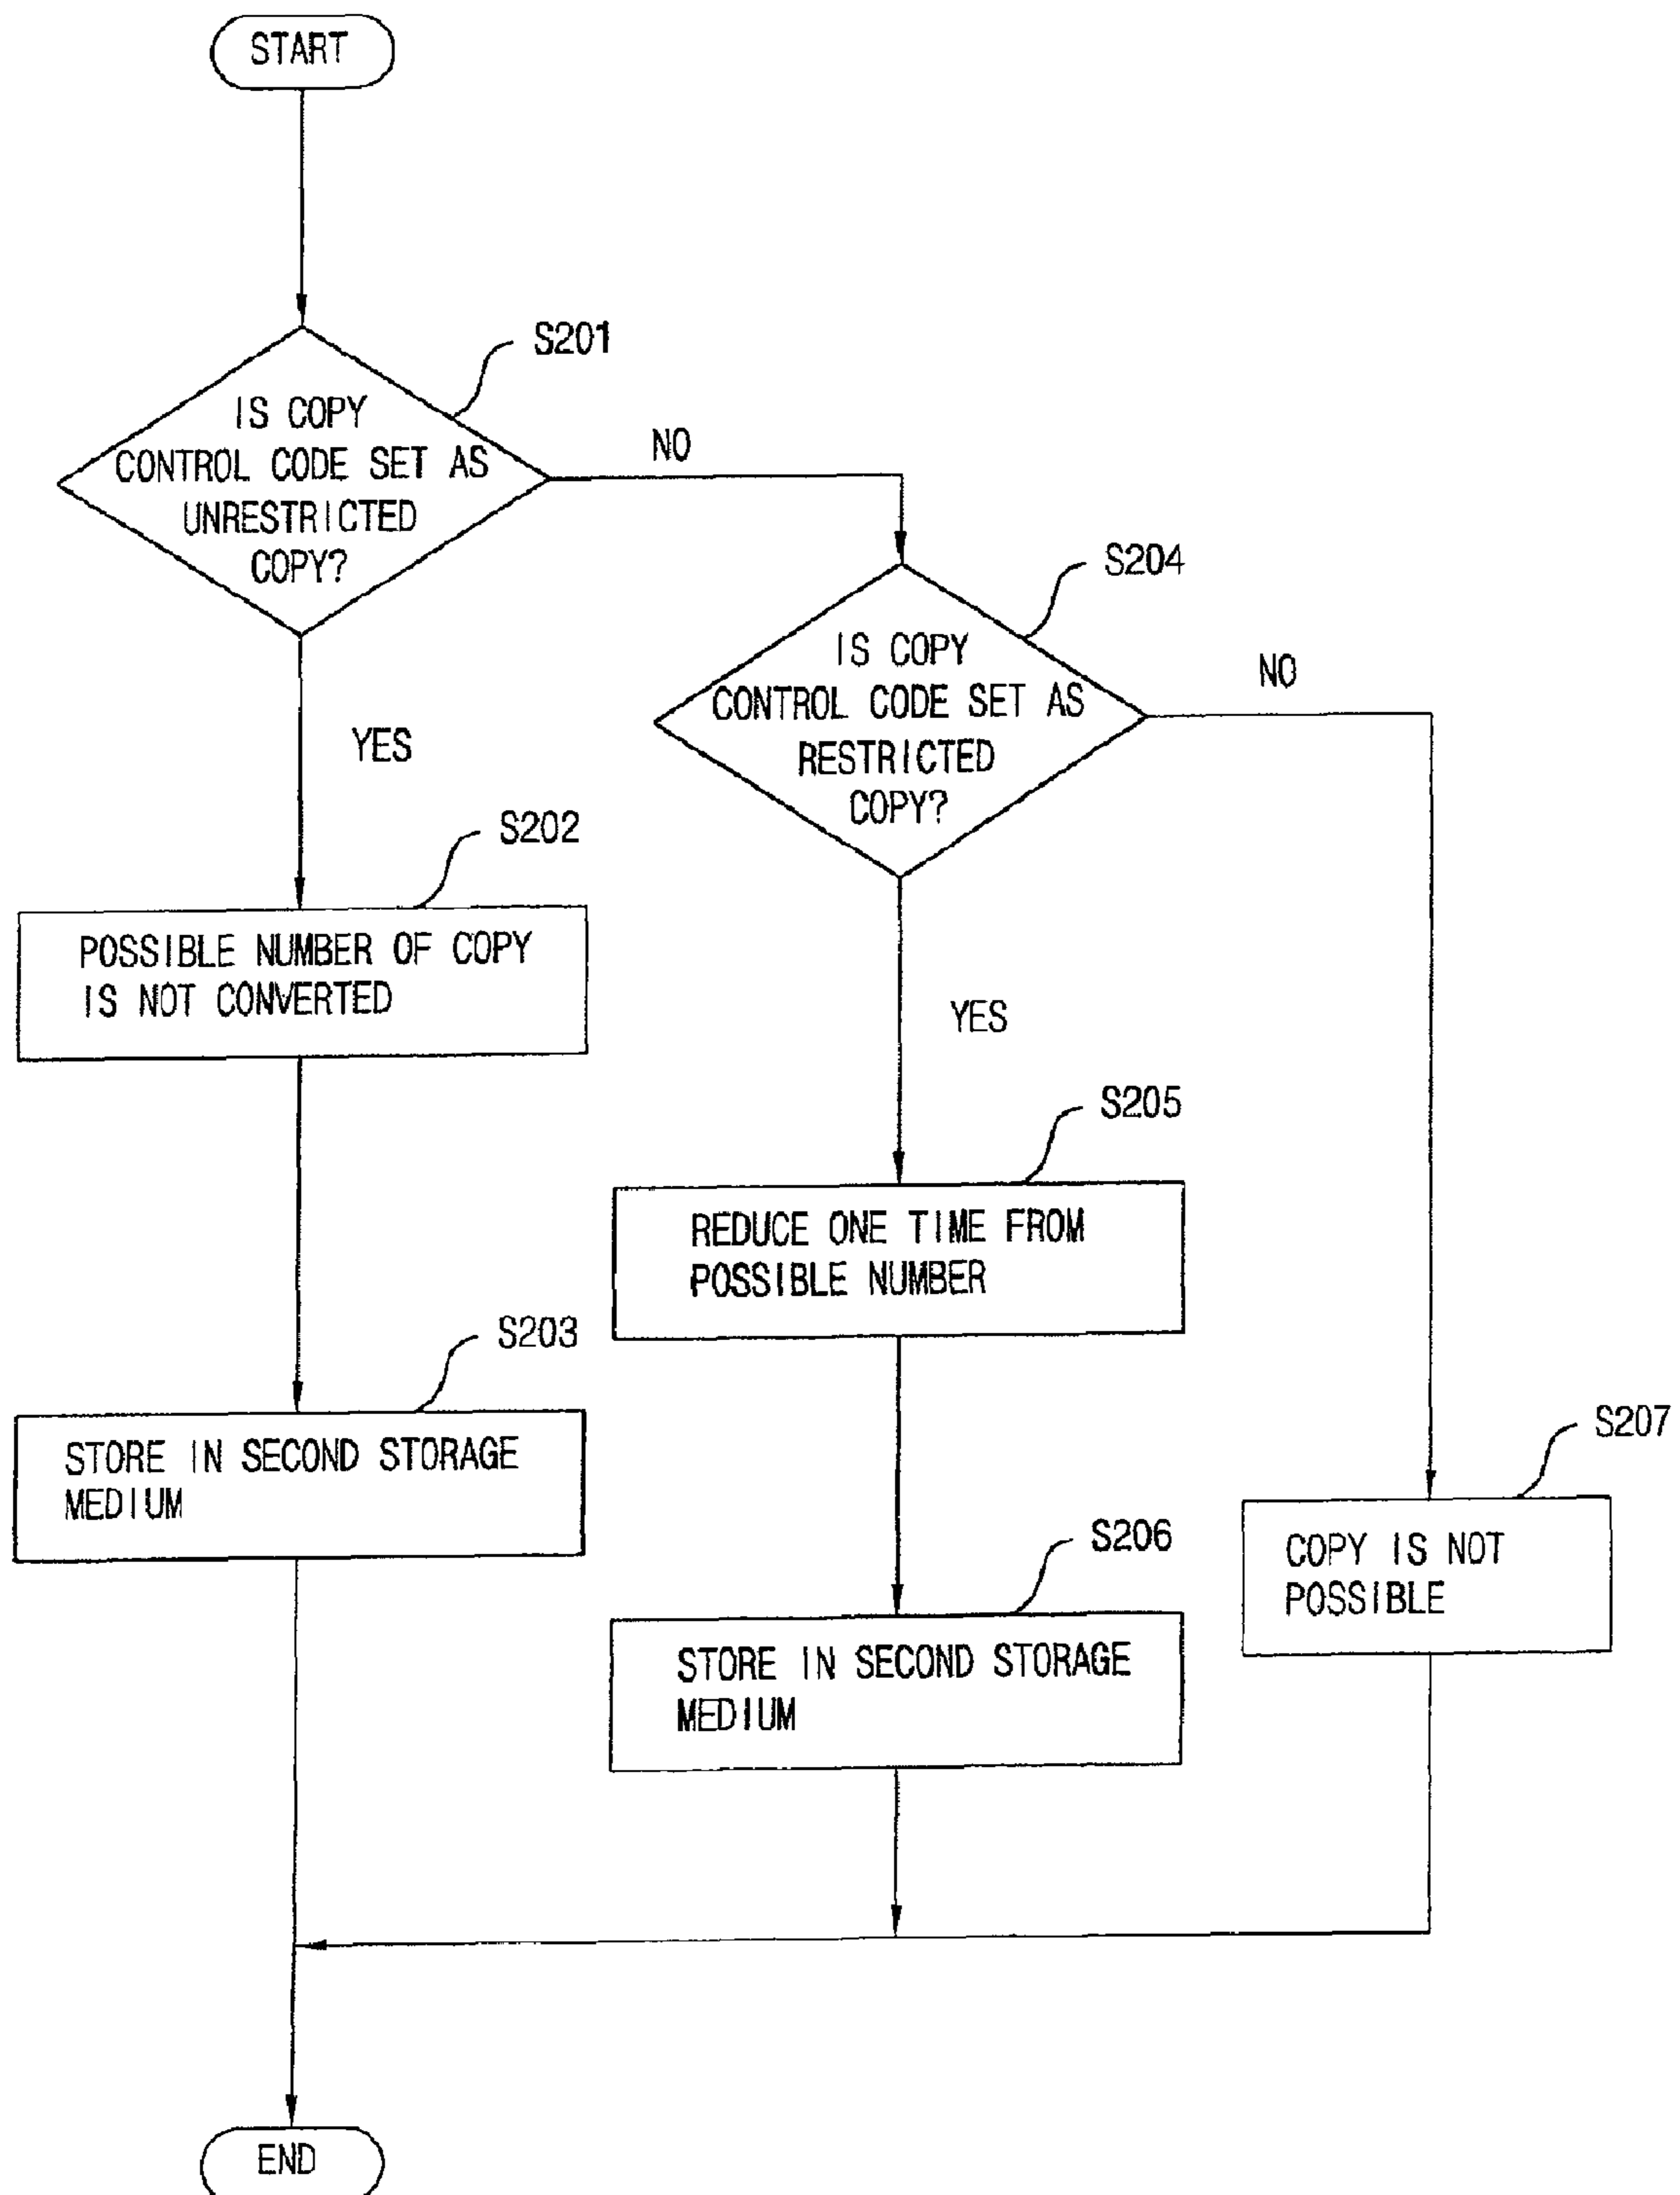 START
S201
IS COPY
CONTROL CODE SET AS
UNRESTRICTED
COPY?
NO
YES
S202
POSSIBLE NUMBER OF COPY
IS NOT CONVERTED
S203
STORE IN SECOND STORAGE
MEDIUM
S204
IS COPY
CONTROL CODE SET AS
RESTRICTED
COPY?
NO
YES
S205
REDUCE ONE TIME FROM
POSSIBLE NUMBER
S206
STORE IN SECOND STORAGE
MEDIUM
S207
COPY IS NOT
POSSIBLE
END